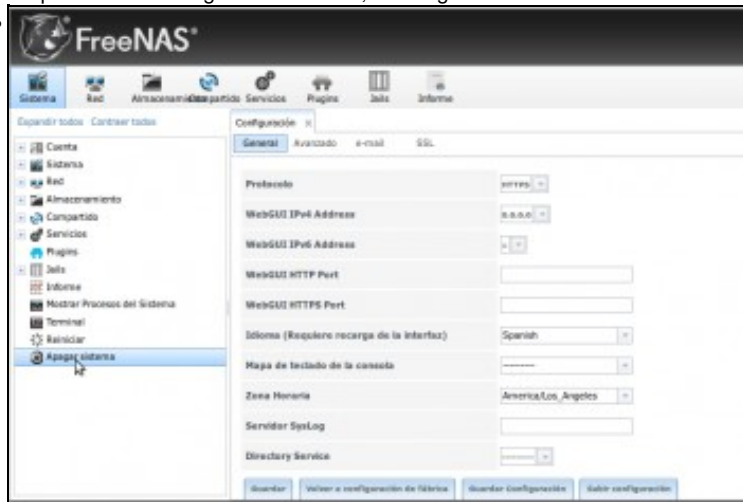 FreeNAS®
Sistema Red Almacenamiento Compartido Servicios Plugins Jails Informe
Expandir todos Contraer todos
Cuenta
Sistema
Red
Almacenamiento
Compartido
Servicios
Plugins
Jails
Informe
Mostrar Procesos del Sistema
Terminal
Reiniciar
Apagar sistema
Configuración
General Avanzado e-mail SSL
Protocolo HTTPS
WebGUI IPv4 Address 0.0.0.0
WebGUI IPv6 Address ::
WebGUI HTTP Port
WebGUI HTTPS Port
Idioma (Requiere recarga de la interfaz) Spanish
Mapa de teclado de la consola ----------
Zona Horaria America/Los_Angeles
Servidor SysLog
Directory Service ----------
Guardar Volver a configuración de fábrica Guardar Configuración Subir configuración